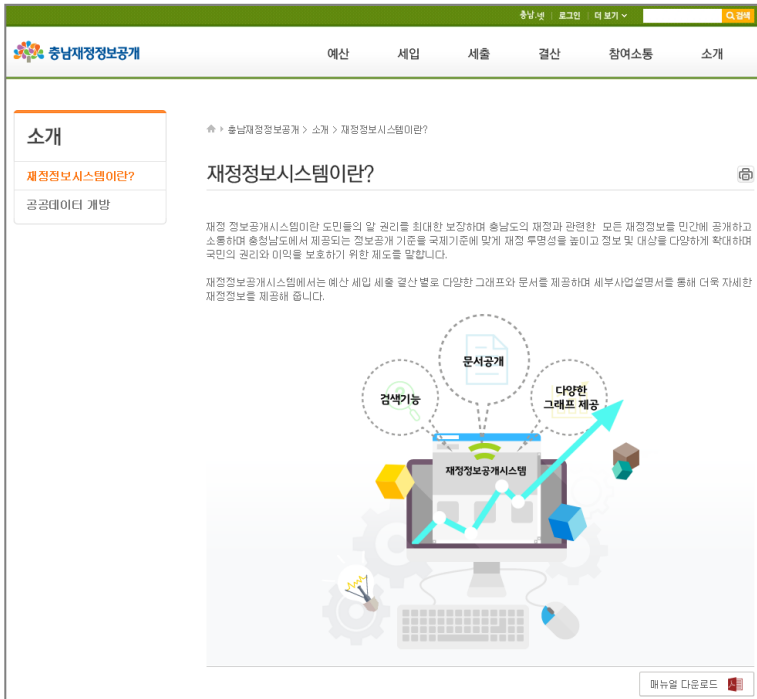 충남.넷 로그인 더 보기 검색
충남재정정보공개 예산 세입 세출 결산 참여소통 소개
소개
재정정보시스템이란?
공공데이터 개방
충남재정정보공개 > 소개 > 재정정보시스템이란?
재정정보시스템이란?
재정 정보공개시스템이란 도민들의 알 권리를 최대한 보장하며 충남도의 재정과 관련한 모든 재정정보를 민간에 공개하고
소통하며 충청남도에서 제공되는 정보공개 기준을 국제기준에 맞게 재정 투명성을 높이고 정보 및 대상을 다양하게 확대하며
국민의 권리와 이익을 보호하기 위한 제도를 말합니다.
재정정보공개시스템에서는 예산 세입 세출 결산 별로 다양한 그래프와 문서를 제공하며 세부사업설명서를 통해 더욱 자세한
재정정보를 제공해 줍니다.
문서공개
검색기능
다양한
그래프 제공
재정정보공개시스템
매뉴얼 다운로드